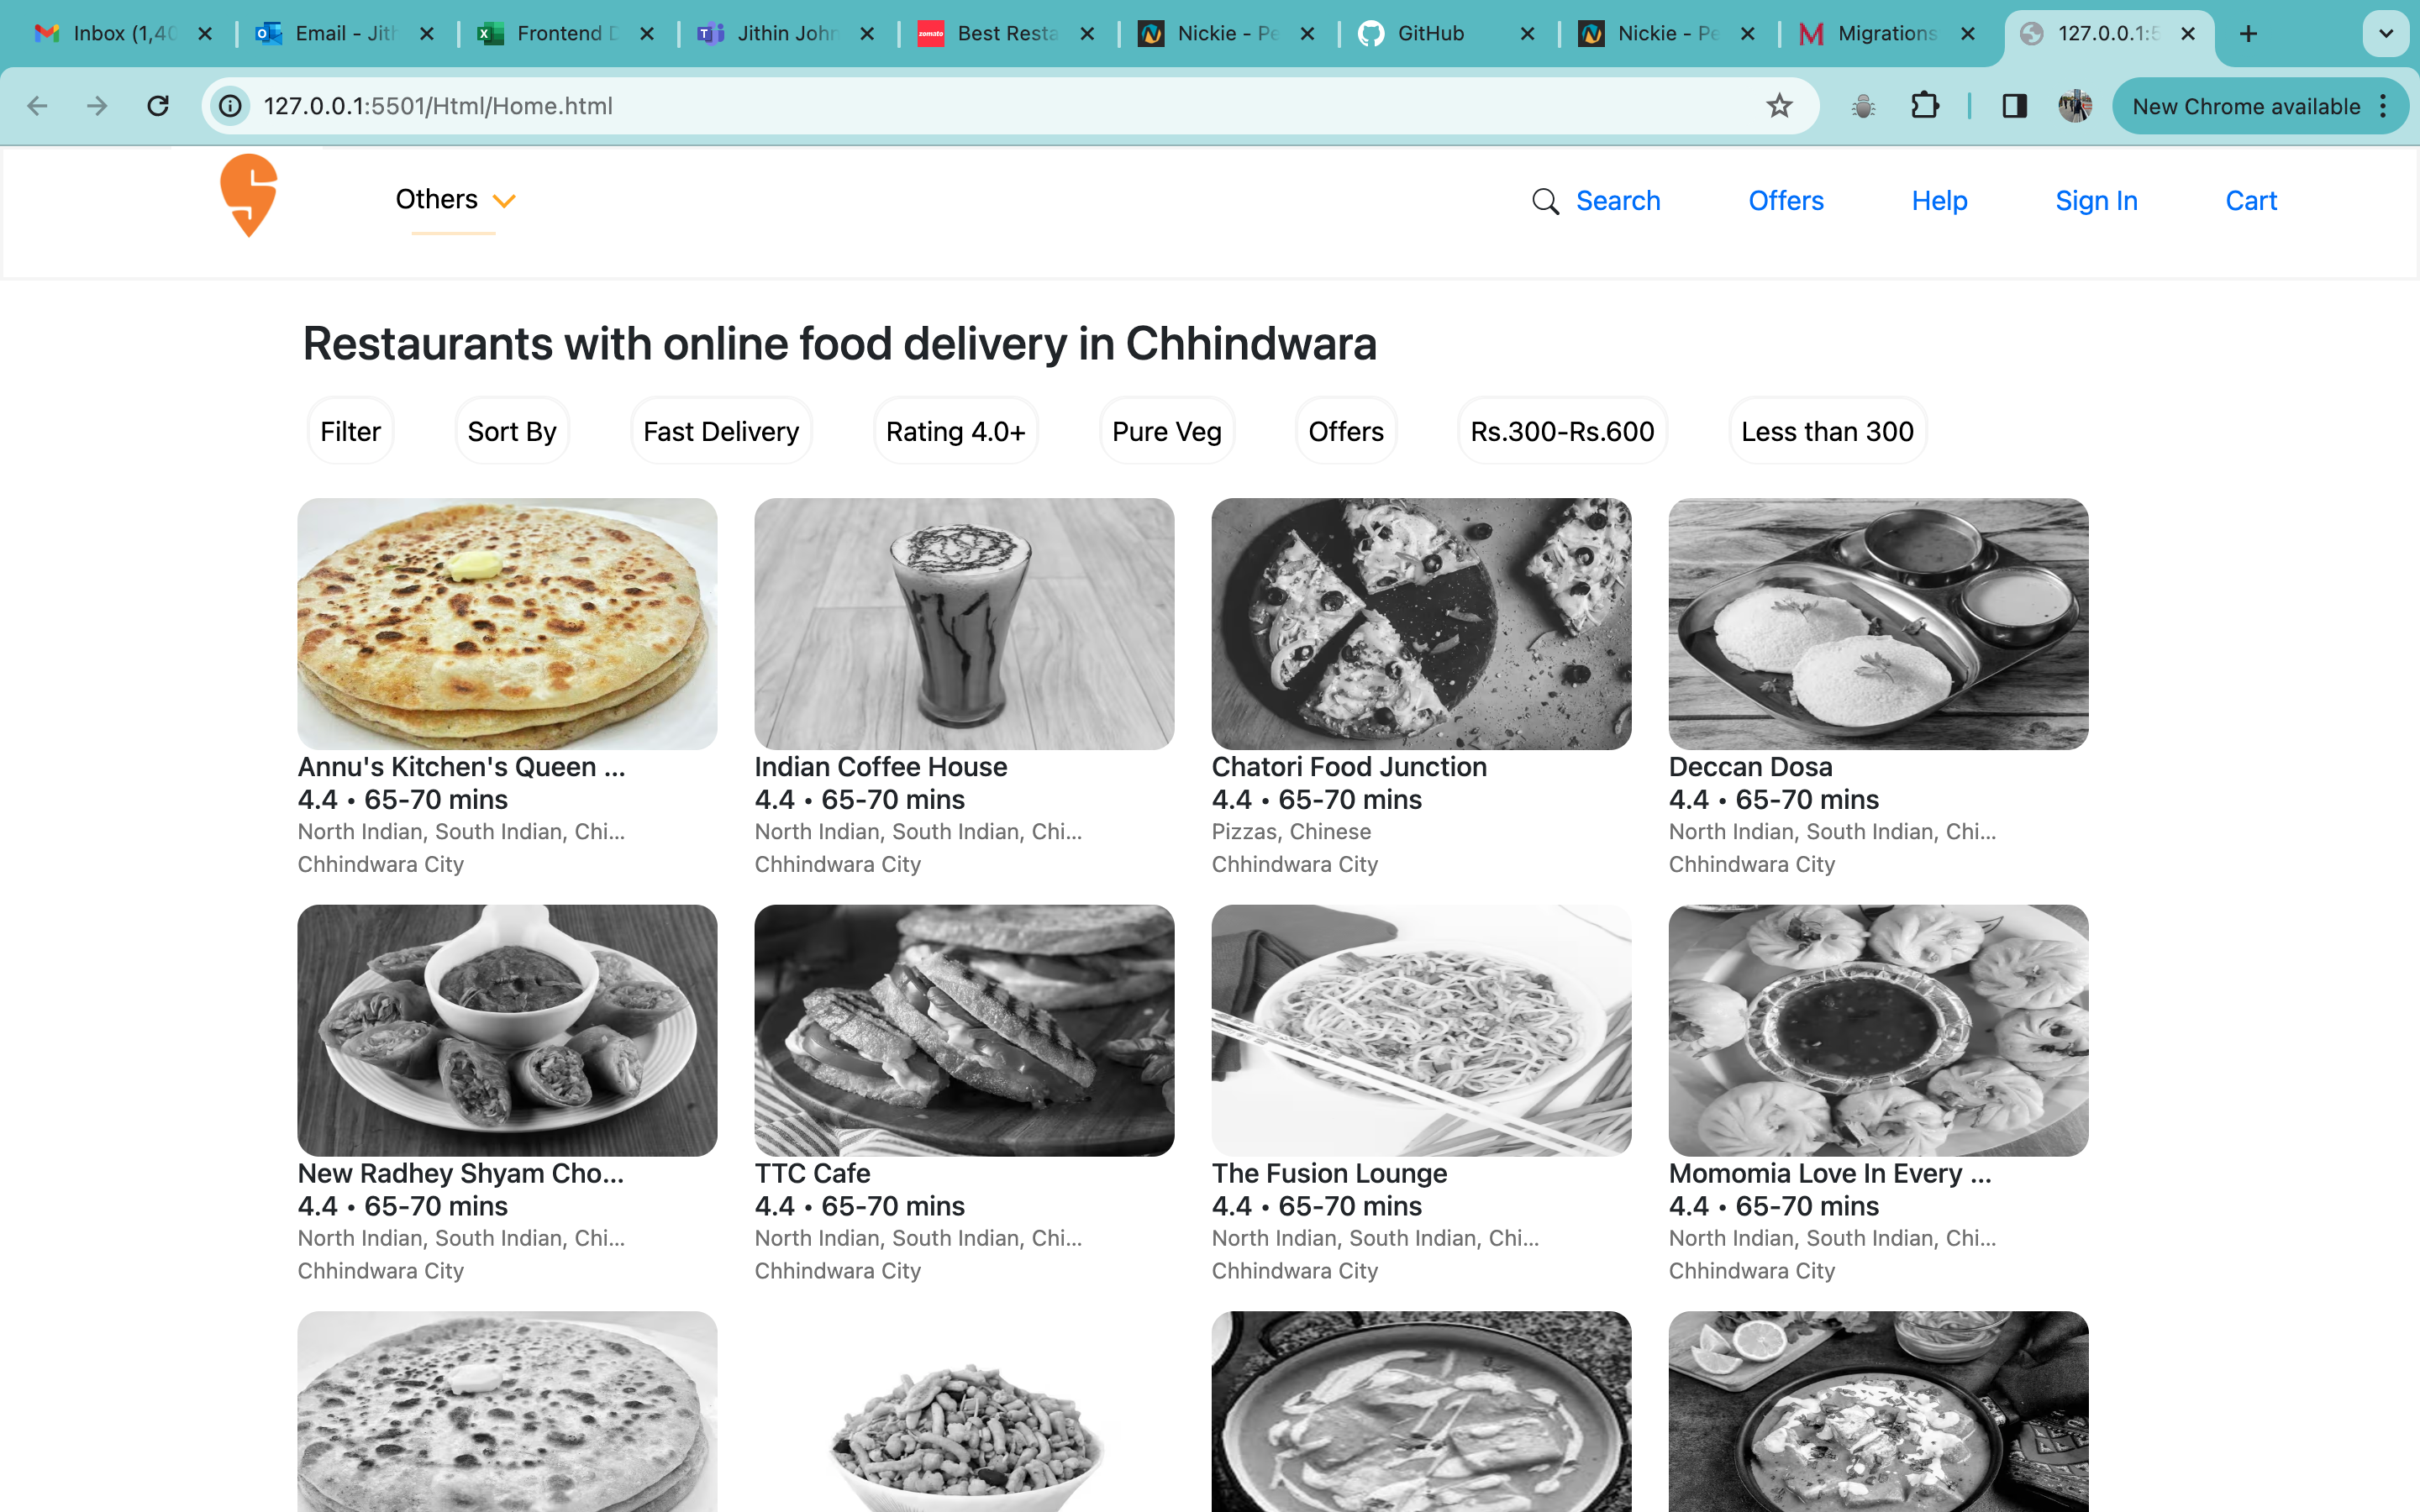 Inbox (1,40
Email - Jith
Frontend D
Jithin John
zomato
Best Resta
Nickie - Pe
GitHub
Nickie - Pe
Migrations
127.0.0.1:5
127.0.0.1:5501/Html/Home.html
New Chrome available
Others
Search
Offers
Help
Sign In
Cart
Restaurants with online food delivery in Chhindwara
Filter
Sort By
Fast Delivery
Rating 4.0+
Pure Veg
Offers
Rs.300-Rs.600
Less than 300
Annu's Kitchen's Queen ...
4.4 • 65-70 mins
North Indian, South Indian, Chi...
Chhindwara City
Indian Coffee House
4.4 • 65-70 mins
North Indian, South Indian, Chi...
Chhindwara City
Chatori Food Junction
4.4 • 65-70 mins
Pizzas, Chinese
Chhindwara City
Deccan Dosa
4.4 • 65-70 mins
North Indian, South Indian, Chi...
Chhindwara City
New Radhey Shyam Cho...
4.4 • 65-70 mins
North Indian, South Indian, Chi...
Chhindwara City
TTC Cafe
4.4 • 65-70 mins
North Indian, South Indian, Chi...
Chhindwara City
The Fusion Lounge
4.4 • 65-70 mins
North Indian, South Indian, Chi...
Chhindwara City
Momomia Love In Every ...
4.4 • 65-70 mins
North Indian, South Indian, Chi...
Chhindwara City